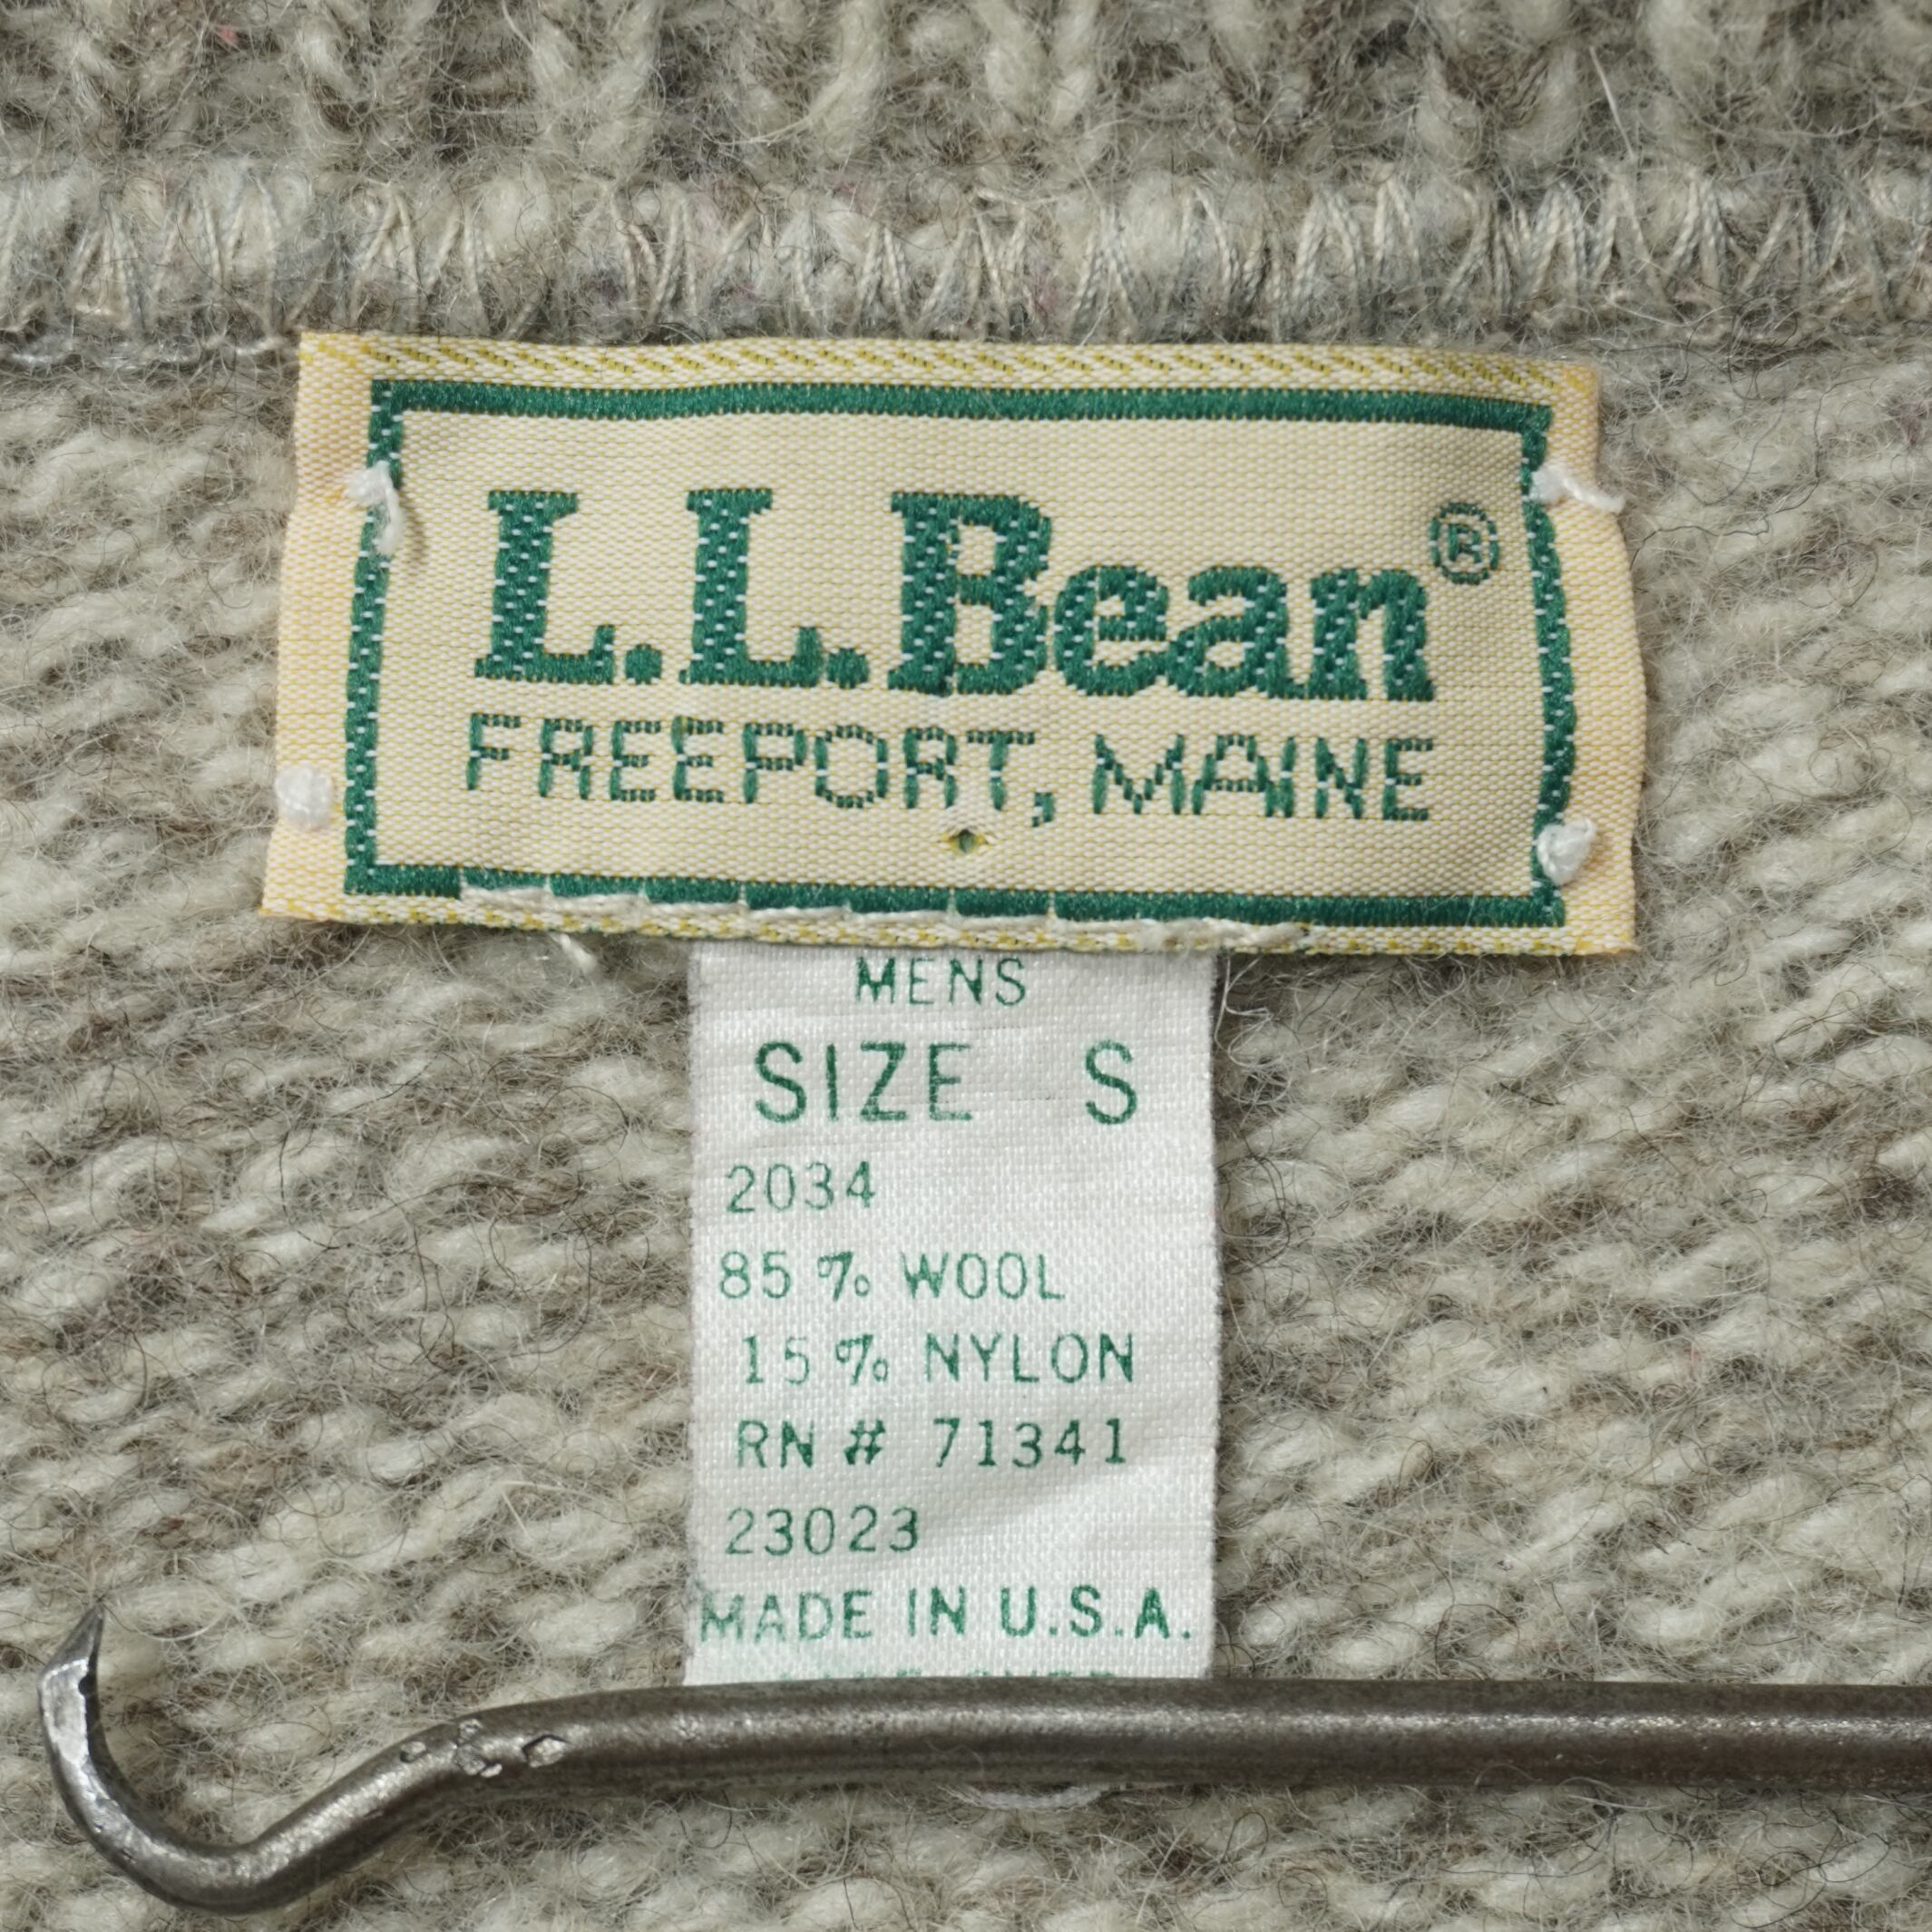 L.L.Bean®
FREEPORT, MAINE
MENS
SIZE S
2034
85% WOOL
15% NYLON
RN # 71341
23023
MADE IN U.S.A.